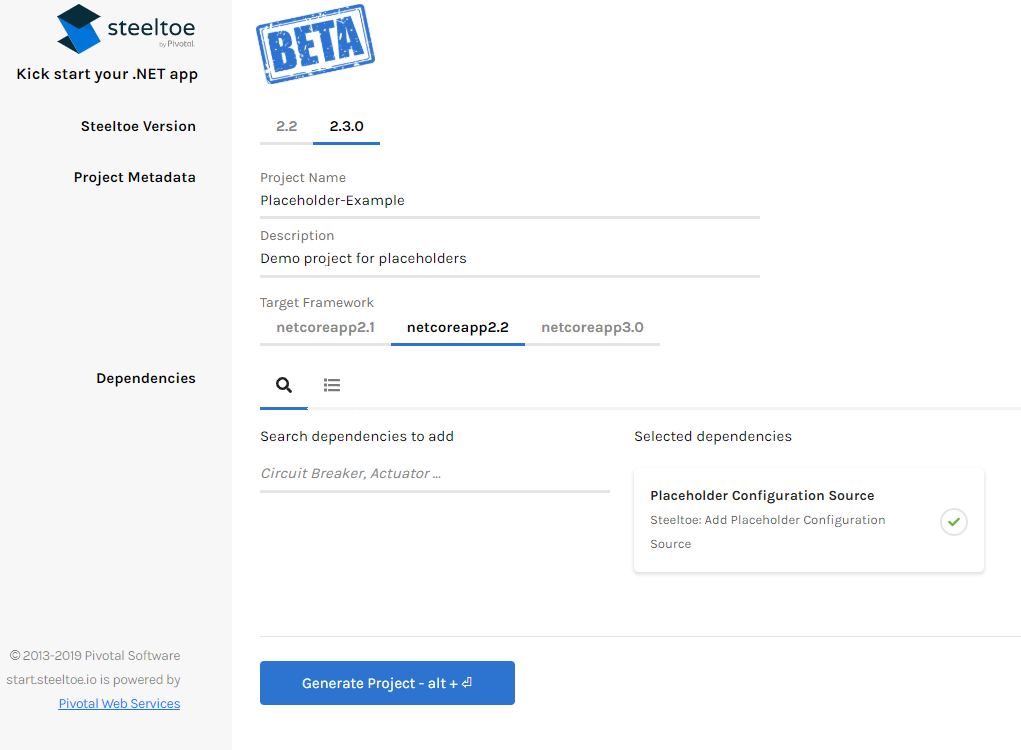 steeltoe
by Pivotal
Kick start your .NET app
BETA
Steeltoe Version
2.2 2.3.0
Project Metadata
Project Name
Placeholder-Example
Description
Demo project for placeholders
Target Framework
netcoreapp2.1 netcoreapp2.2 netcoreapp3.0
Dependencies
Search dependencies to add
Circuit Breaker, Actuator ...
Selected dependencies
Placeholder Configuration Source
Steeltoe: Add Placeholder Configuration
Source
Generate Project - alt + ⏎
© 2013-2019 Pivotal Software
start.steeltoe.io is powered by
Pivotal Web Services